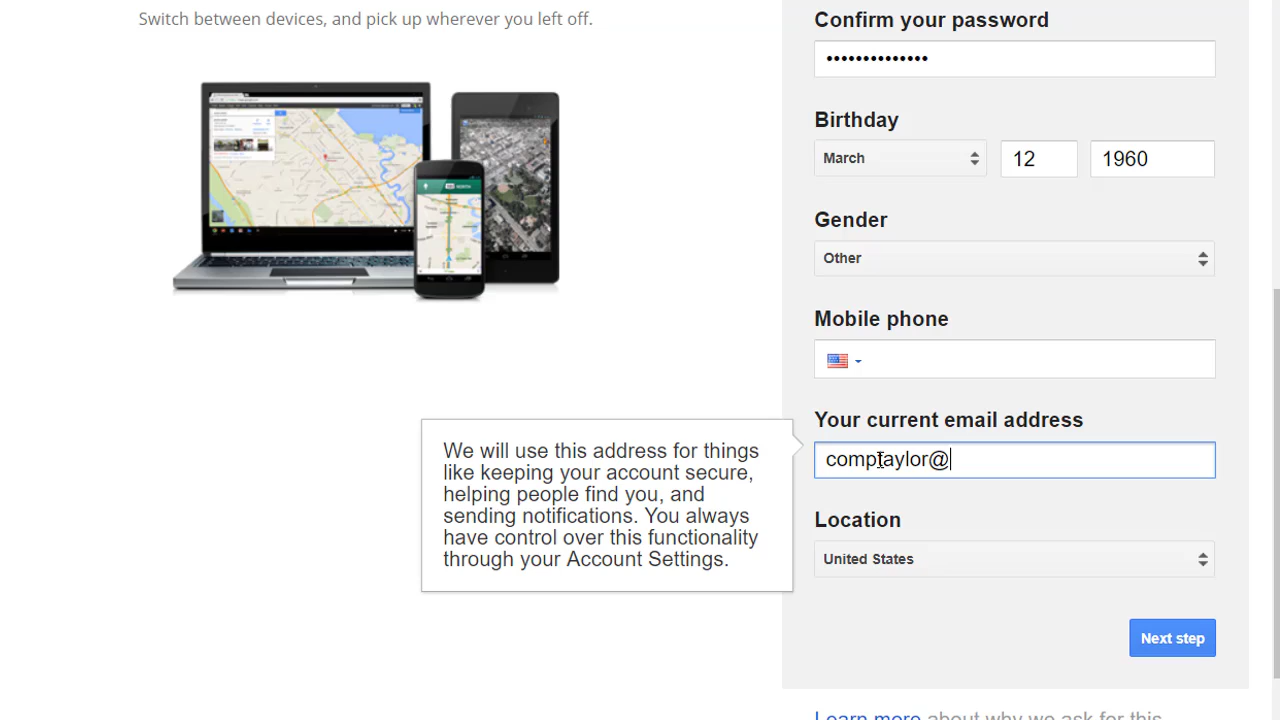 Switch between devices, and pick up wherever you left off.
Confirm your password
••••••••••••••
Birthday
March 12 1960
Gender
Other
Mobile phone
Your current email address
comptaylor@
We will use this address for things
like keeping your account secure,
helping people find you, and
sending notifications. You always
have control over this functionality
through your Account Settings.
Location
United States
Next step
Learn more about why we ask for this